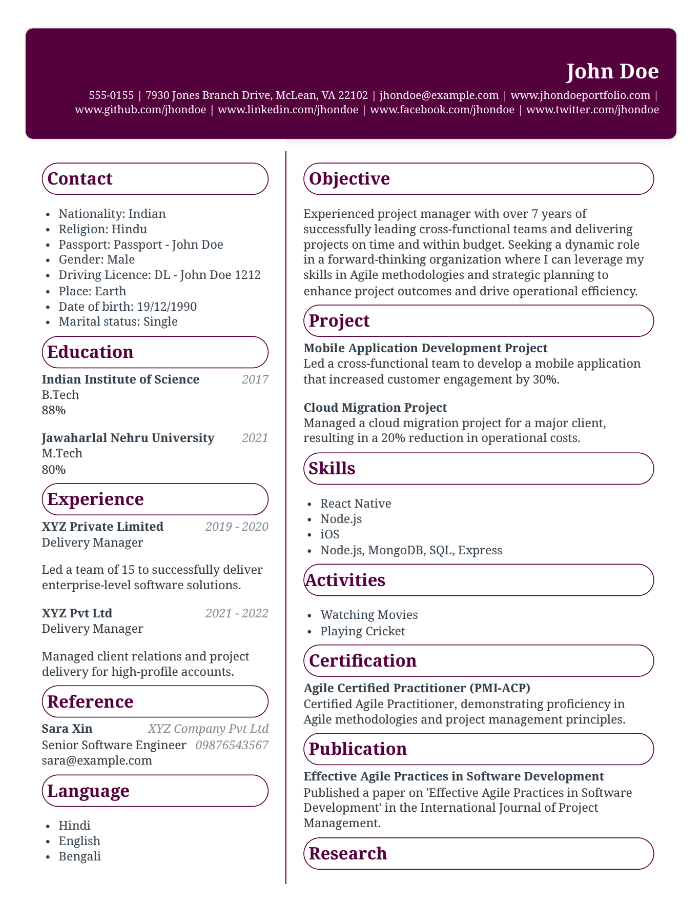 John Doe
555-0155 | 7930 Jones Branch Drive, McLean, VA 22102 | jhondoe@example.com | www.jhondoeportfolio.com |
www.github.com/jhondoe | www.linkedin.com/jhondoe | www.facebook.com/jhondoe | www.twitter.com/jhondoe
Contact
• Nationality: Indian
• Religion: Hindu
• Passport: Passport - John Doe
• Gender: Male
• Driving Licence: DL - John Doe 1212
• Place: Earth
• Date of birth: 19/12/1990
• Marital status: Single
Education
Indian Institute of Science 2017
B.Tech
88%
Jawaharlal Nehru University 2021
M.Tech
80%
Experience
XYZ Private Limited 2019 - 2020
Delivery Manager
Led a team of 15 to successfully deliver
enterprise-level software solutions.
XYZ Pvt Ltd 2021 - 2022
Delivery Manager
Managed client relations and project
delivery for high-profile accounts.
Reference
Sara Xin XYZ Company Pvt Ltd
Senior Software Engineer 09876543567
sara@example.com
Language
• Hindi
• English
• Bengali
Objective
Experienced project manager with over 7 years of
successfully leading cross-functional teams and delivering
projects on time and within budget. Seeking a dynamic role
in a forward-thinking organization where I can leverage my
skills in Agile methodologies and strategic planning to
enhance project outcomes and drive operational efficiency.
Project
Mobile Application Development Project
Led a cross-functional team to develop a mobile application
that increased customer engagement by 30%.
Cloud Migration Project
Managed a cloud migration project for a major client,
resulting in a 20% reduction in operational costs.
Skills
• React Native
• Node.js
• iOS
• Node.js, MongoDB, SQL, Express
Activities
• Watching Movies
• Playing Cricket
Certification
Agile Certified Practitioner (PMI-ACP)
Certified Agile Practitioner, demonstrating proficiency in
Agile methodologies and project management principles.
Publication
Effective Agile Practices in Software Development
Published a paper on 'Effective Agile Practices in Software
Development' in the International Journal of Project
Management.
Research